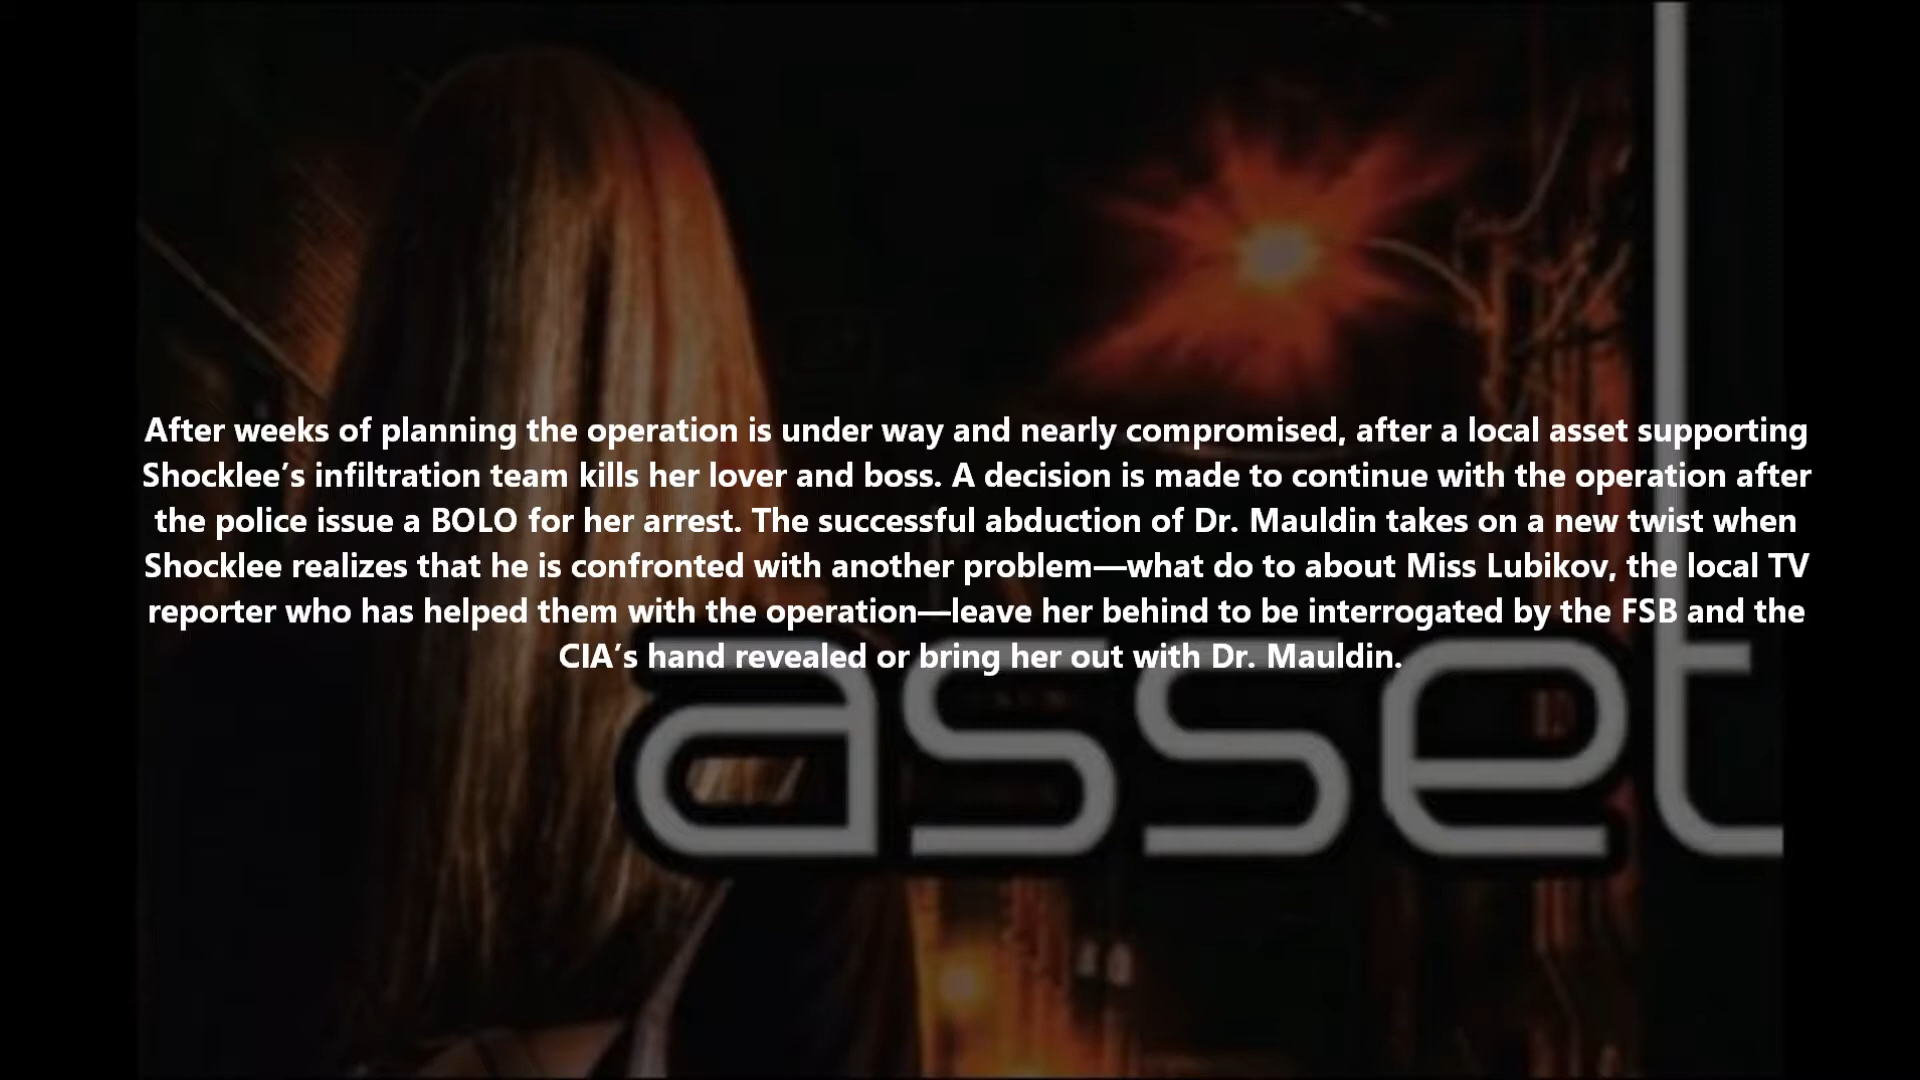 After weeks of planning the operation is under way and nearly compromised, after a local asset supporting
Shocklee’s infiltration team kills her lover and boss. A decision is made to continue with the operation after
the police issue a BOLO for her arrest. The successful abduction of Dr. Mauldin takes on a new twist when
Shocklee realizes that he is confronted with another problem—what do to about Miss Lubikov, the local TV
reporter who has helped them with the operation—leave her behind to be interrogated by the FSB and the
CIA’s hand revealed or bring her out with Dr. Mauldin.
asset